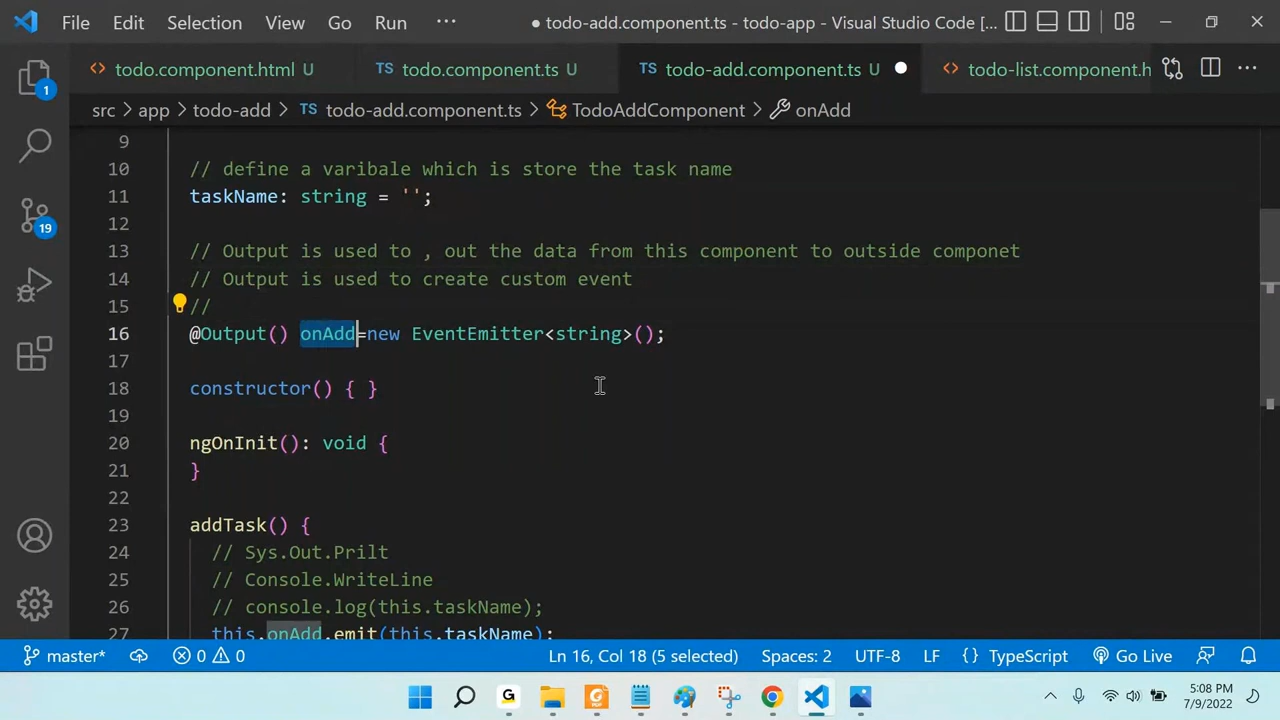 File Edit Selection View Go Run ··· ● todo-add.component.ts - todo-app - Visual Studio Code [...
<> todo.component.html U TS todo.component.ts U TS todo-add.component.ts U ● <> todo-list.component.h ···
src > app > todo-add > TS todo-add.component.ts > TodoAddComponent > onAdd
1
19
9
10 // define a varibale which is store the task name
11 taskName: string = '';
12
13 // Output is used to , out the data from this component to outside componet
14 // Output is used to create custom event
15 //
16 @Output() onAdd=new EventEmitter<string>();
17
18 constructor() { }
19
20 ngOnInit(): void {
21 }
22
23 addTask() {
24 // Sys.Out.Prilt
25 // Console.WriteLine
26 // console.log(this.taskName);
27 this.onAdd.emit(this.taskName);
master* 0 0 Ln 16, Col 18 (5 selected) Spaces: 2 UTF-8 LF {} TypeScript Go Live
G PDF 5:08 PM
7/9/2022